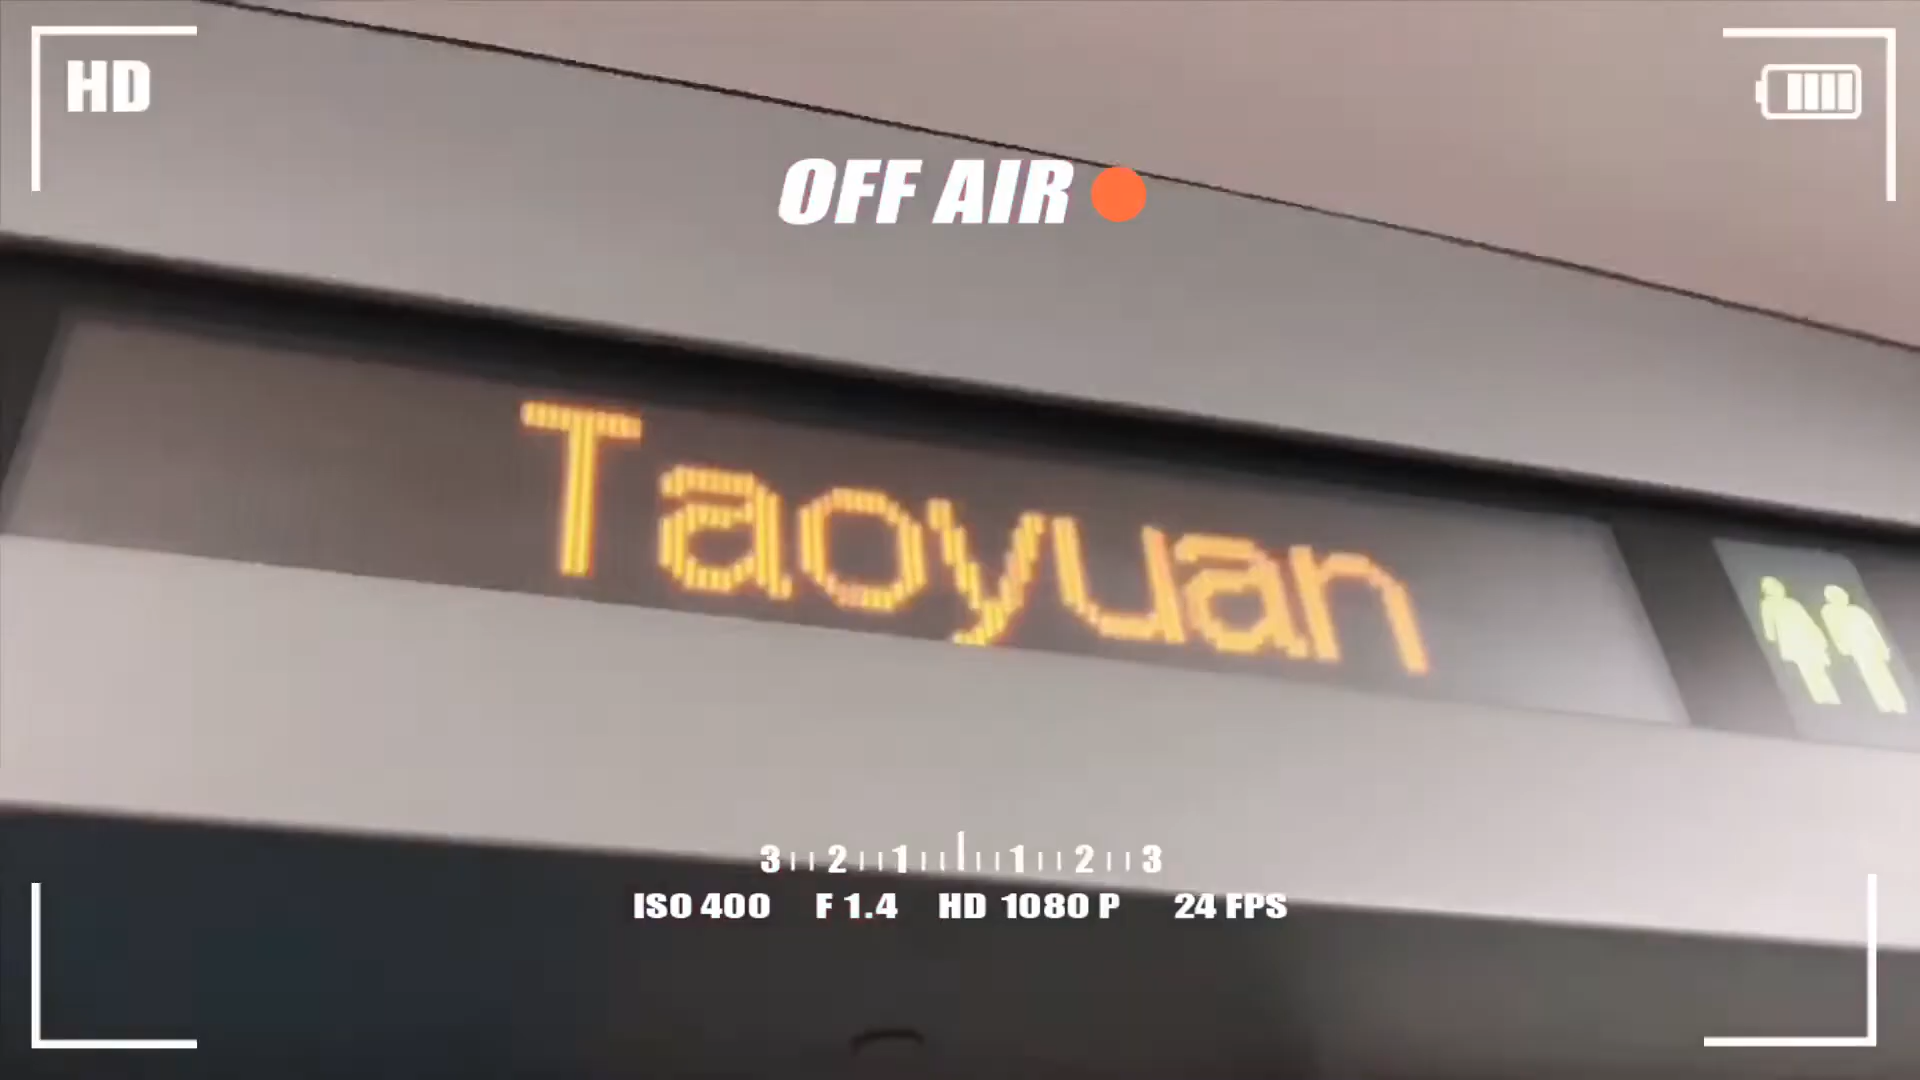 HD
OFF AIR
Taoyuan
3 2 1 1 2 3
ISO 400 F 1.4 HD 1080 P 24 FPS